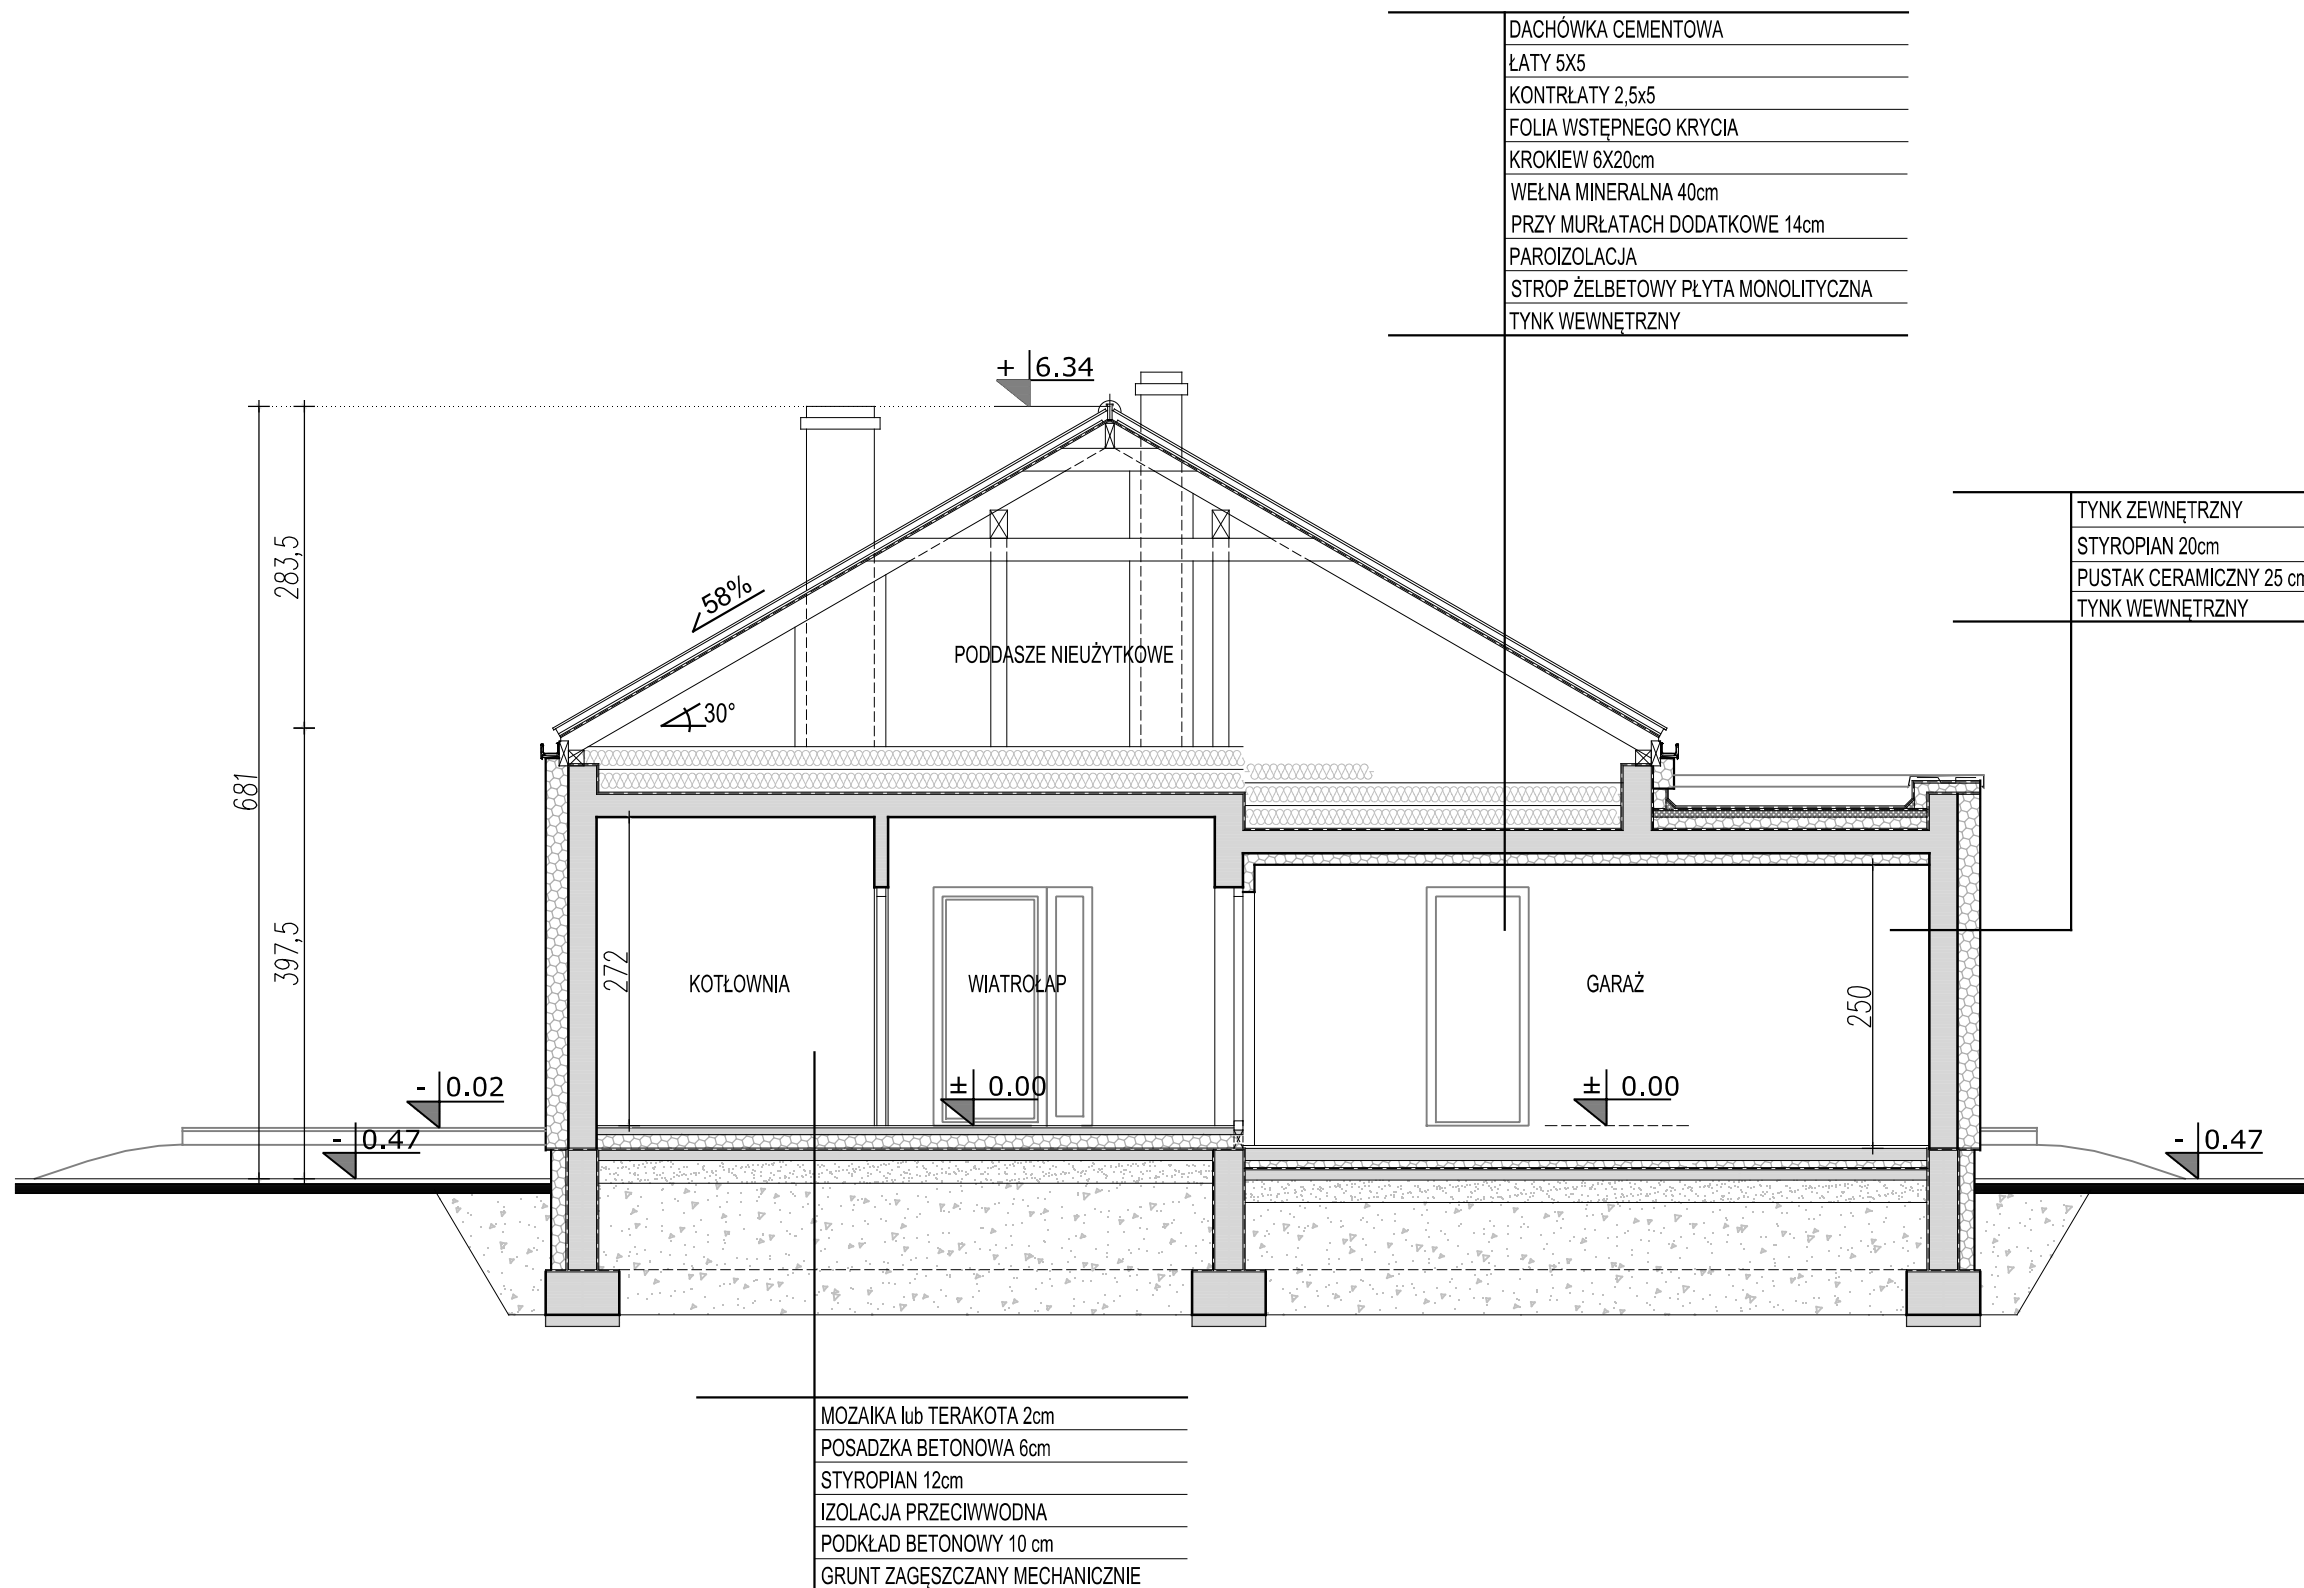 DACHÓWKA CEMENTOWA
ŁATY 5X5
KONTRŁATY 2,5x5
FOLIA WSTĘPNEGO KRYCIA
KROKIEW 6X20cm
WEŁNA MINERALNA 40cm
PRZY MURŁATACH DODATKOWE 14cm
PAROIZOLACJA
STROP ŻELBETOWY PŁYTA MONOLITYCZNA
TYNK WEWNĘTRZNY
+ 6.34
TYNK ZEWNĘTRZNY
STYROPIAN 20cm
PUSTAK CERAMICZNY 25 cm
TYNK WEWNĘTRZNY
283,5
58%
PODDASZE NIEUŻYTKOWE
30°
681
397,5
272
KOTŁOWNIA
WIATROŁAP
GARAŻ
250
- 0.02
± 0.00
± 0.00
- 0.47
- 0.47
MOZAIKA lub TERAKOTA 2cm
POSADZKA BETONOWA 6cm
STYROPIAN 12cm
IZOLACJA PRZECIWWODNA
PODKŁAD BETONOWY 10 cm
GRUNT ZAGĘSZCZANY MECHANICZNIE